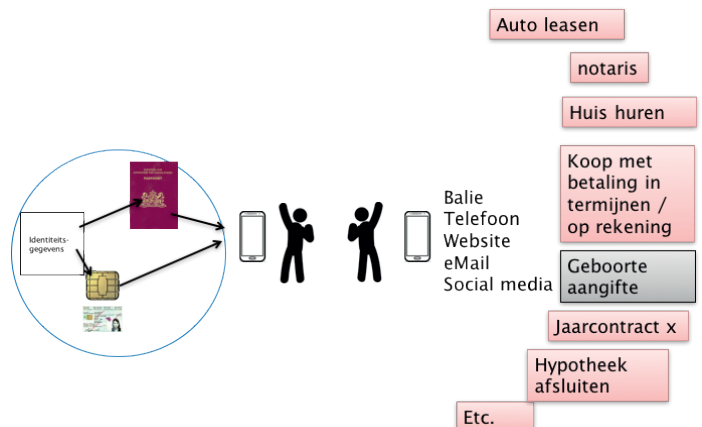 Auto leasen
notaris
Huis huren
Koop met
betaling in
termijnen /
op rekening
Geboorte
aangifte
Jaarcontract x
Hypotheek
afsluiten
Etc.
Balie
Telefoon
Website
eMail
Social media
Identiteits-
gegevens